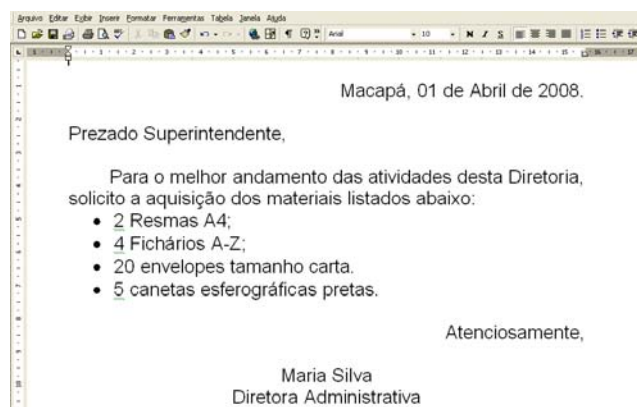 Arquivo Editar Exibir Inserir Formatar Ferramentas Tabela Janela Ajuda
Arial 10 N I S
Macapá, 01 de Abril de 2008.
Prezado Superintendente,
Para o melhor andamento das atividades desta Diretoria,
solicito a aquisição dos materiais listados abaixo:
• 2 Resmas A4;
• 4 Fichários A-Z;
• 20 envelopes tamanho carta.
• 5 canetas esferográficas pretas.
Atenciosamente,
Maria Silva
Diretora Administrativa